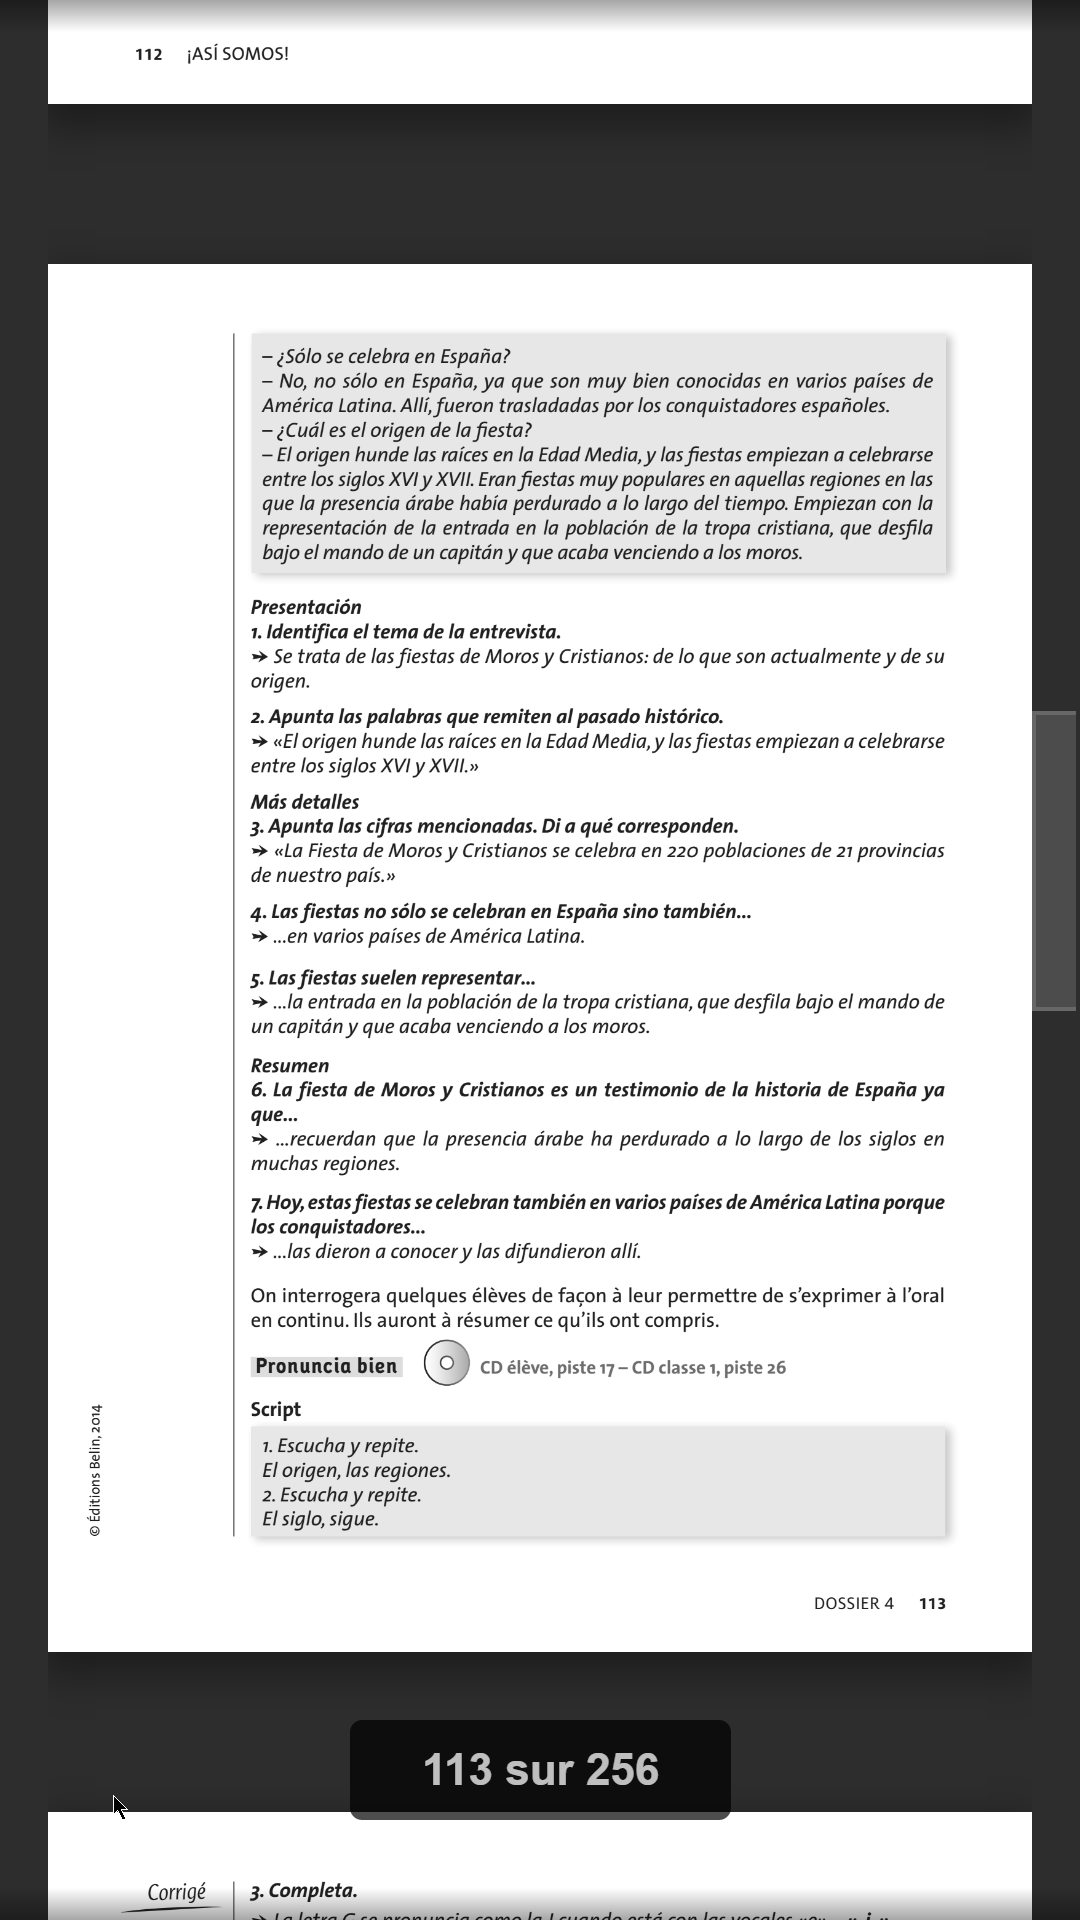 112 ¡ASÍ SOMOS!
– ¿Sólo se celebra en España?
– No, no sólo en España, ya que son muy bien conocidas en varios países de
América Latina. Allí, fueron trasladadas por los conquistadores españoles.
– ¿Cuál es el origen de la fiesta?
– El origen hunde las raíces en la Edad Media, y las fiestas empiezan a celebrarse
entre los siglos XVI y XVII. Eran fiestas muy populares en aquellas regiones en las
que la presencia árabe había perdurado a lo largo del tiempo. Empiezan con la
representación de la entrada en la población de la tropa cristiana, que desfila
bajo el mando de un capitán y que acaba venciendo a los moros.
Presentación
1. Identifica el tema de la entrevista.
➛ Se trata de las fiestas de Moros y Cristianos: de lo que son actualmente y de su
origen.
2. Apunta las palabras que remiten al pasado histórico.
➛ «El origen hunde las raíces en la Edad Media, y las fiestas empiezan a celebrarse
entre los siglos XVI y XVII.»
Más detalles
3. Apunta las cifras mencionadas. Di a qué corresponden.
➛ «La Fiesta de Moros y Cristianos se celebra en 220 poblaciones de 21 provincias
de nuestro país.»
4. Las fiestas no sólo se celebran en España sino también...
➛ ...en varios países de América Latina.
5. Las fiestas suelen representar...
➛ ...la entrada en la población de la tropa cristiana, que desfila bajo el mando de
un capitán y que acaba venciendo a los moros.
Resumen
6. La fiesta de Moros y Cristianos es un testimonio de la historia de España ya
que...
➛ ...recuerdan que la presencia árabe ha perdurado a lo largo de los siglos en
muchas regiones.
7. Hoy, estas fiestas se celebran también en varios países de América Latina porque
los conquistadores...
➛ ...las dieron a conocer y las difundieron allí.
On interrogera quelques élèves de façon à leur permettre de s'exprimer à l'oral
en continu. Ils auront à résumer ce qu'ils ont compris.
Pronuncia bien CD élève, piste 17 – CD classe 1, piste 26
Script
1. Escucha y repite.
El origen, las regiones.
2. Escucha y repite.
El siglo, sigue.
© Éditions Belin, 2014
DOSSIER 4 113
113 sur 256
Corrigé
3. Completa.
➛ La letra G se pronuncia como la J cuando está con las vocales «e»